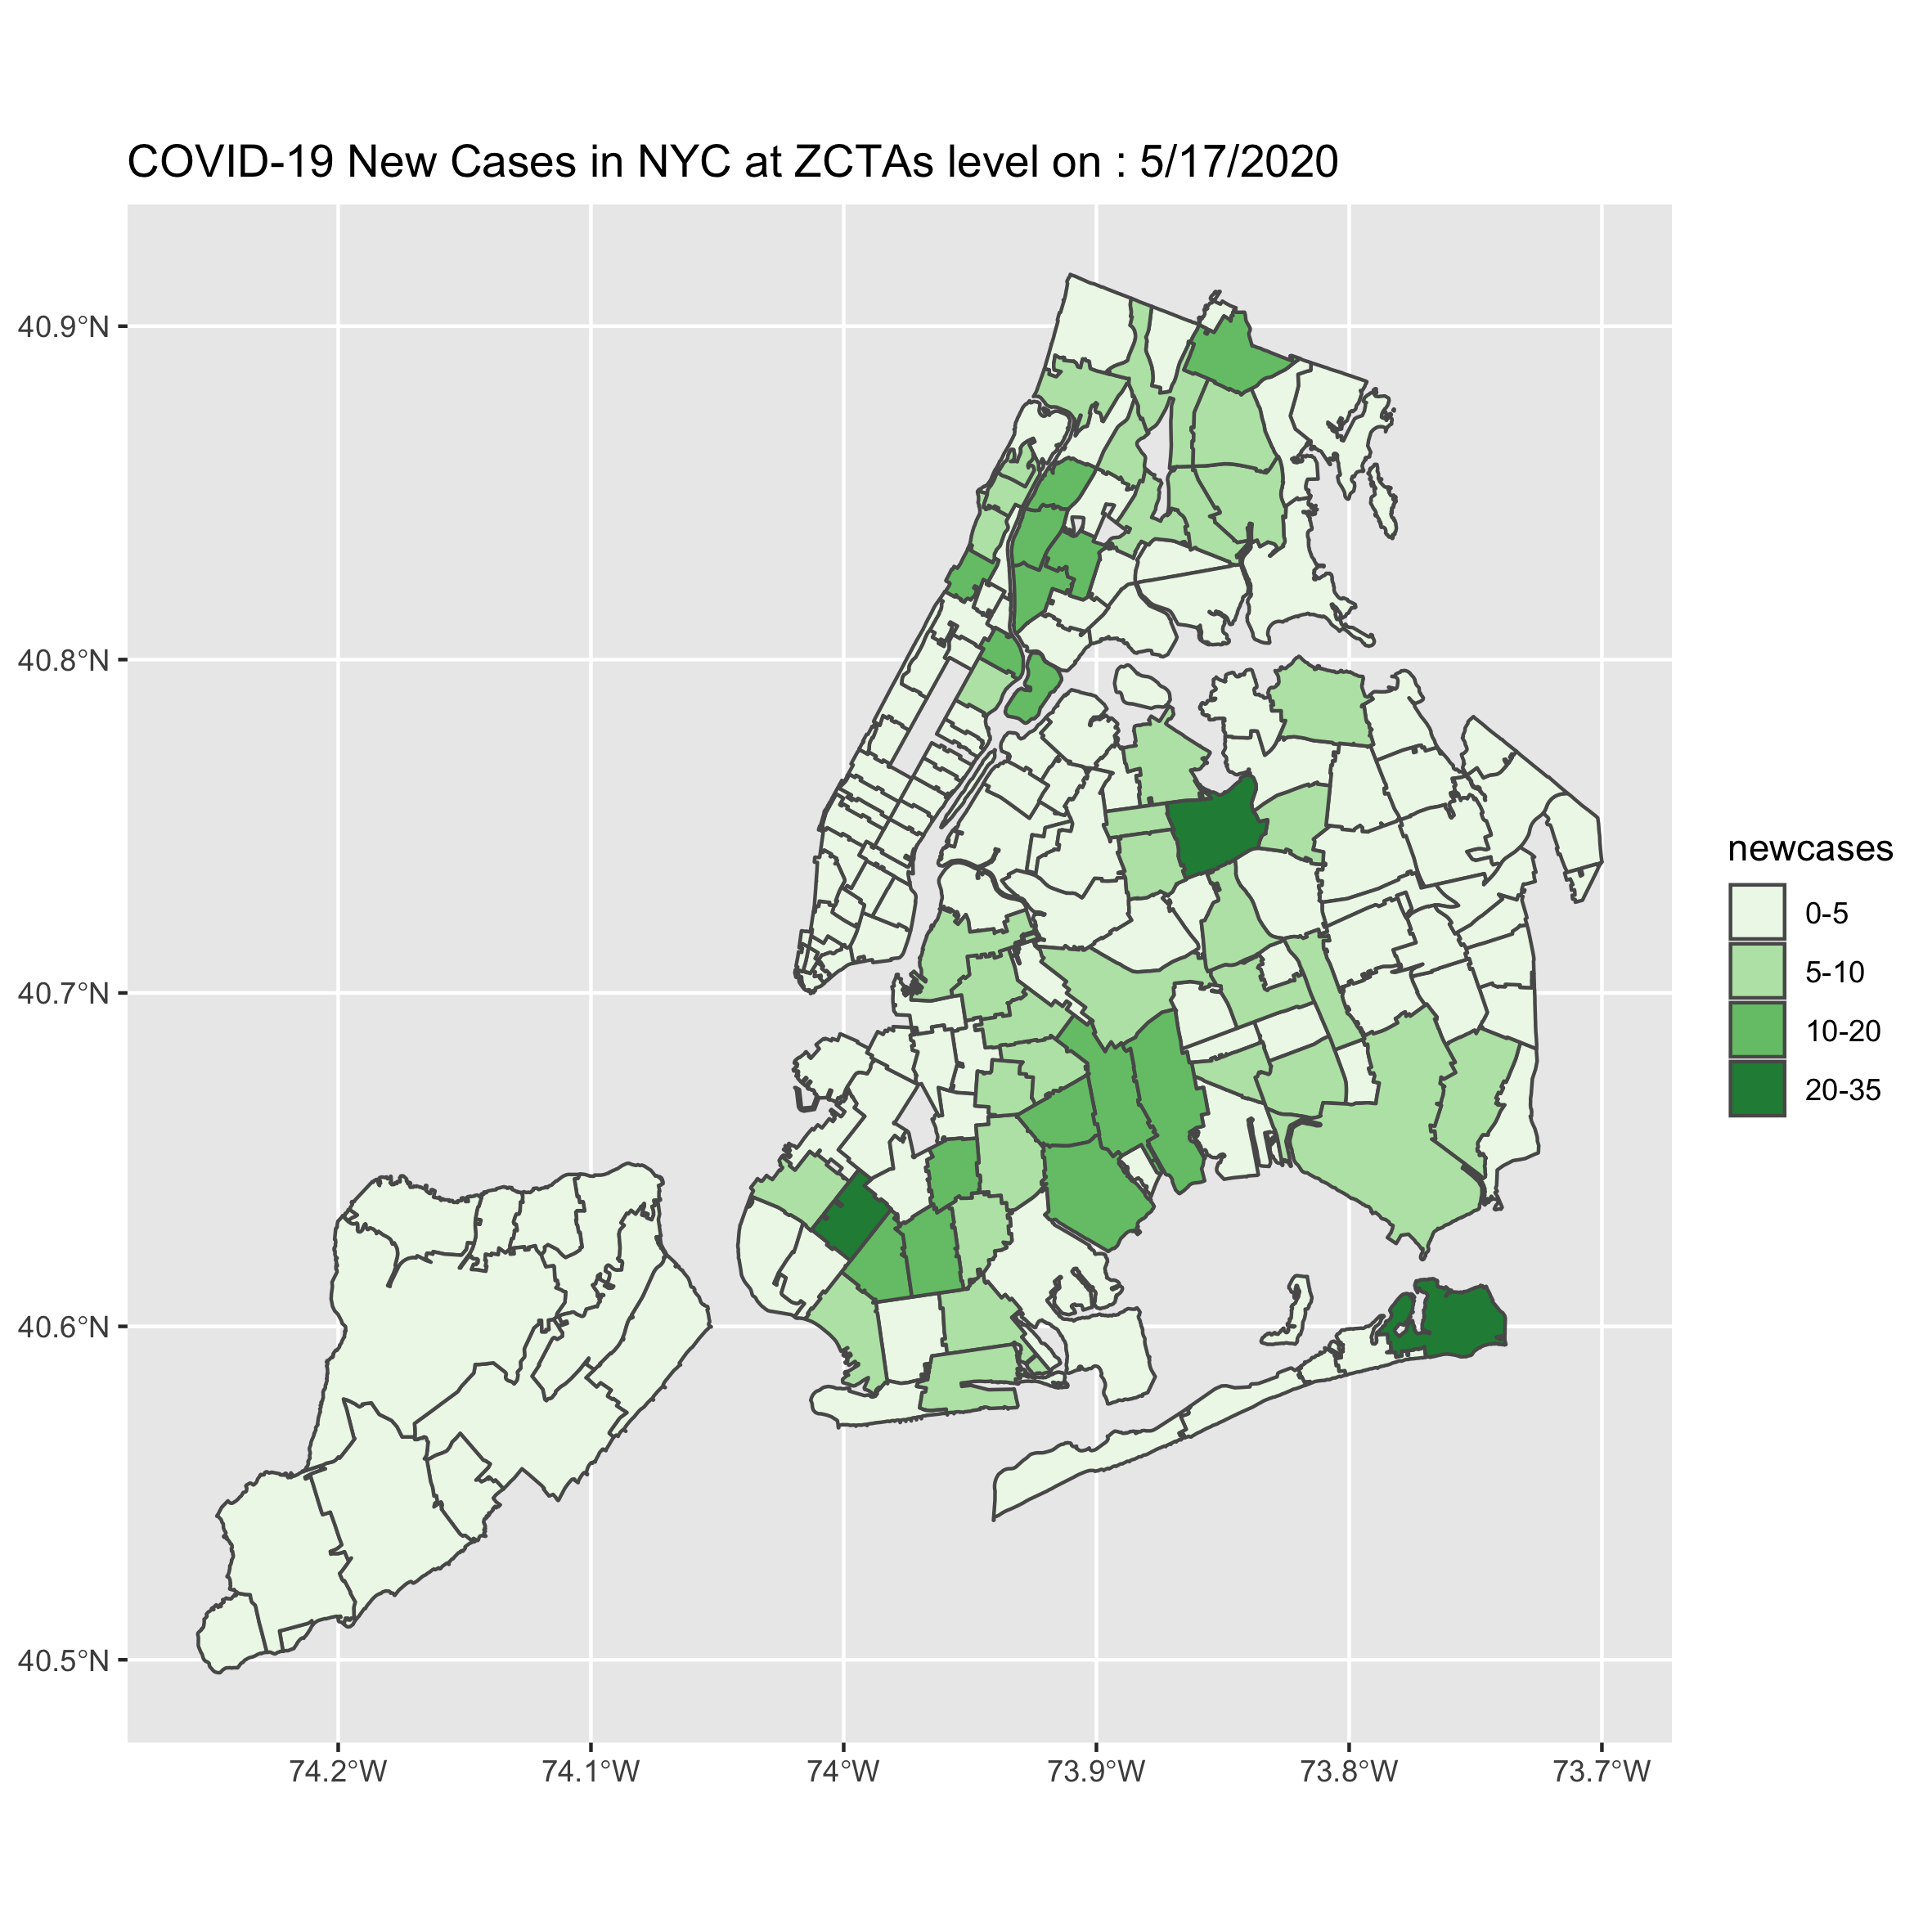 COVID-19 New Cases in NYC at ZCTAs level on : 5/17/2020
40.9°N
40.8°N
40.7°N
40.6°N
40.5°N
74.2°W
74.1°W
74°W
73.9°W
73.8°W
73.7°W
newcases
0-5
5-10
10-20
20-35